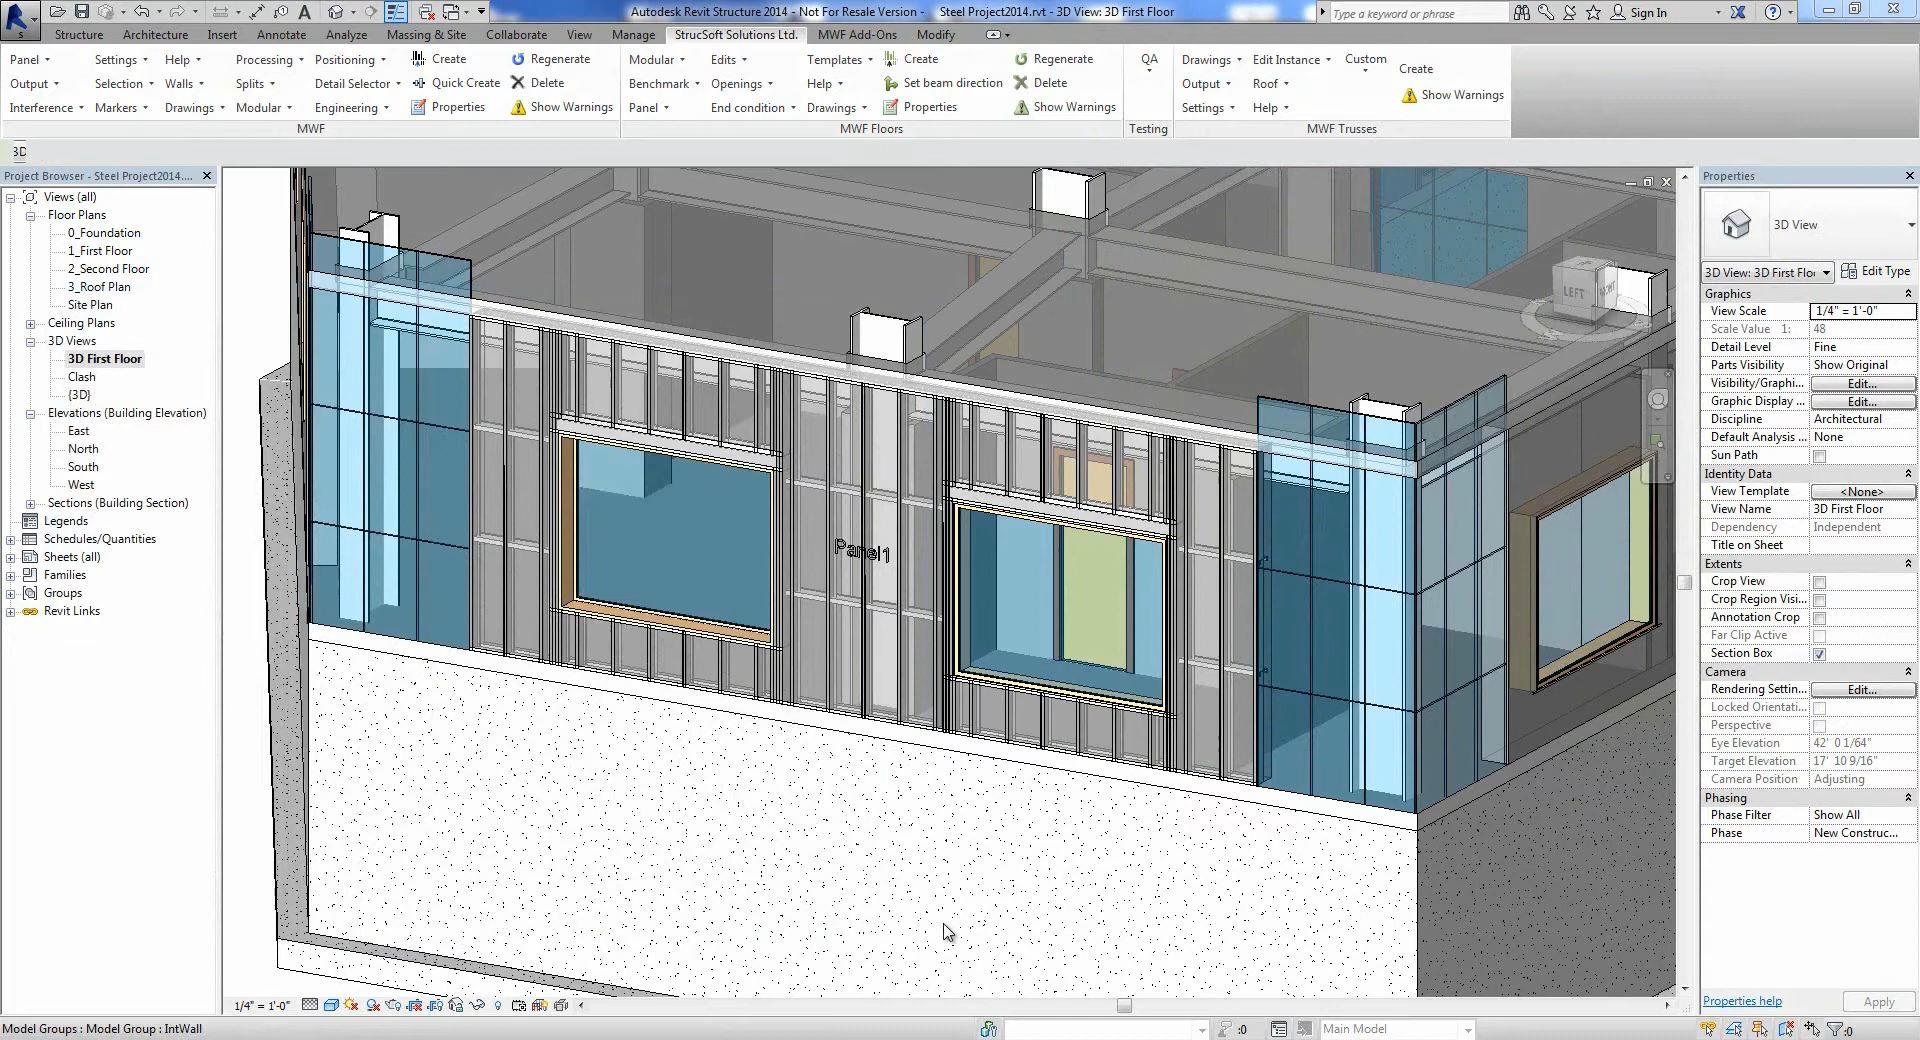 Autodesk Revit Structure 2014 - Not For Resale Version - Steel Project2014.rvt - 3D View: 3D First Floor
Type a keyword or phrase
Sign In
Structure Architecture Insert Annotate Analyze Massing & Site Collaborate View Manage StrucSoft Solutions Ltd. MWF Add-Ons Modify
Panel Settings Help Processing Positioning Create Regenerate Modular Edits Templates Create Regenerate QA Drawings Edit Instance Custom Create
Output Selection Walls Splits Detail Selector Quick Create Delete Benchmark Openings Help Set beam direction Delete Output Roof Show Warnings
Interference Markers Drawings Modular Engineering Properties Show Warnings Panel End condition Drawings Properties Show Warnings Settings Help
MWF MWF Floors Testing MWF Trusses
3D
Project Browser - Steel Project2014....
Views (all)
Floor Plans
0_Foundation
1_First Floor
2_Second Floor
3_Roof Plan
Site Plan
Ceiling Plans
3D Views
3D First Floor
Clash
{3D}
Elevations (Building Elevation)
East
North
South
West
Sections (Building Section)
Legends
Schedules/Quantities
Sheets (all)
Families
Groups
Revit Links
Panel1
LEFT
FRONT
Properties
3D View
3D View: 3D First Floo
Edit Type
Graphics
View Scale 1/4" = 1'-0"
Scale Value 1: 48
Detail Level Fine
Parts Visibility Show Original
Visibility/Graphi... Edit...
Graphic Display ... Edit...
Discipline Architectural
Default Analysis ... None
Sun Path
Identity Data
View Template <None>
View Name 3D First Floor
Dependency Independent
Title on Sheet
Extents
Crop View
Crop Region Visi...
Annotation Crop
Far Clip Active
Section Box
Camera
Rendering Settin... Edit...
Locked Orientati...
Perspective
Eye Elevation 42' 0 1/64"
Target Elevation 17' 10 9/16"
Camera Position Adjusting
Phasing
Phase Filter Show All
Phase New Construc...
Properties help
Apply
1/4" = 1'-0"
Model Groups : Model Group : IntWall
:0
Main Model
:0